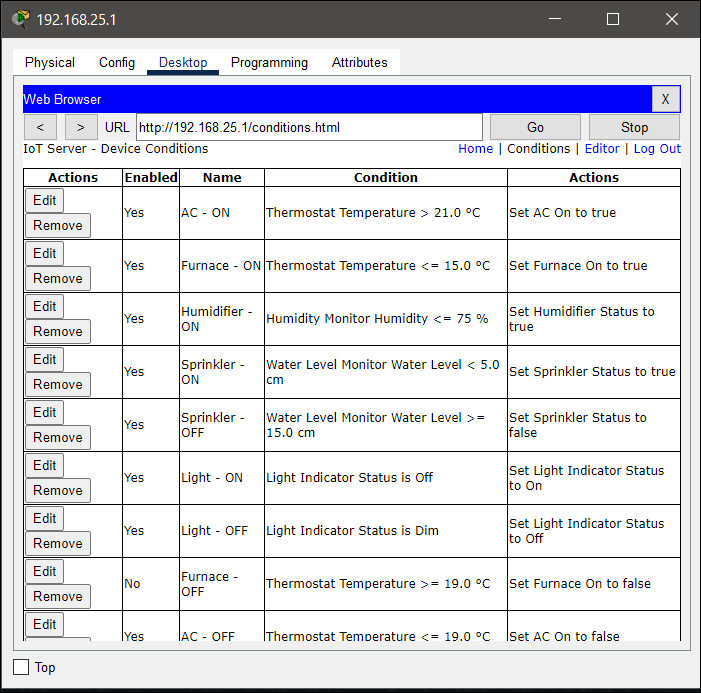 192.168.25.1
Physical Config Desktop Programming Attributes
Web Browser X
< > URL http://192.168.25.1/conditions.html Go Stop
IoT Server - Device Conditions Home | Conditions | Editor | Log Out
Actions Enabled Name Condition Actions
Edit
Remove
Yes
AC - ON
Thermostat Temperature > 21.0 °C
Set AC On to true
Edit
Remove
Yes
Furnace - ON
Thermostat Temperature <= 15.0 °C
Set Furnace On to true
Edit
Remove
Yes
Humidifier -
ON
Humidity Monitor Humidity <= 75 %
Set Humidifier Status to
true
Edit
Remove
Yes
Sprinkler -
ON
Water Level Monitor Water Level < 5.0
cm
Set Sprinkler Status to true
Edit
Remove
Yes
Sprinkler -
OFF
Water Level Monitor Water Level >=
15.0 cm
Set Sprinkler Status to
false
Edit
Remove
Yes
Light - ON
Light Indicator Status is Off
Set Light Indicator Status
to On
Edit
Remove
Yes
Light - OFF
Light Indicator Status is Dim
Set Light Indicator Status
to Off
Edit
Remove
No
Furnace -
OFF
Thermostat Temperature >= 19.0 °C
Set Furnace On to false
Edit
Yes
AC - OFF
Thermostat Temperature <= 19.0 °C
Set AC On to false
Top